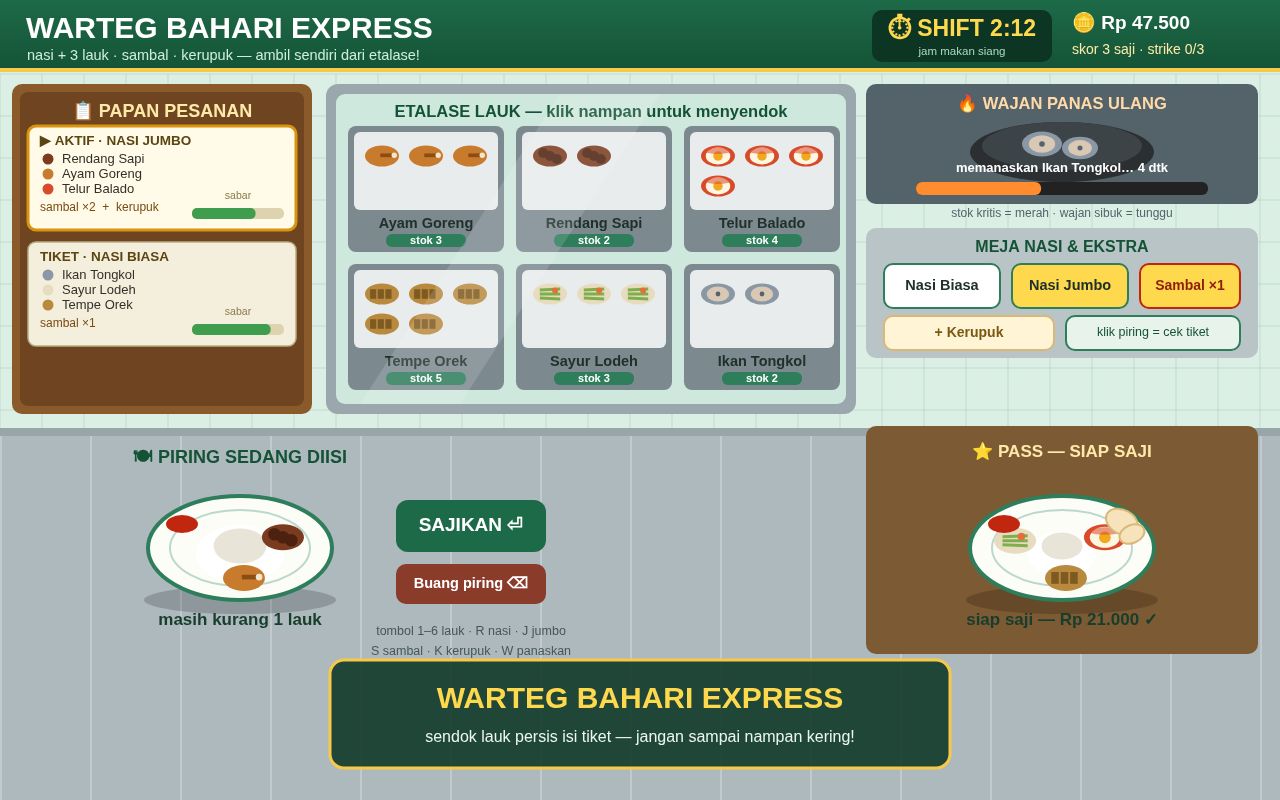 WARTEG BAHARI EXPRESS
nasi + 3 lauk · sambal · kerupuk — ambil sendiri dari etalase!
⏱ SHIFT 2:12
jam makan siang
🪙 Rp 47.500
skor 3 saji · strike 0/3
📋 PAPAN PESANAN
▶ AKTIF · NASI JUMBO
Rendang Sapi
Ayam Goreng
Telur Balado
sabar
sambal ×2 + kerupuk
TIKET · NASI BIASA
Ikan Tongkol
Sayur Lodeh
Tempe Orek
sabar
sambal ×1
ETALASE LAUK — klik nampan untuk menyendok
Ayam Goreng
stok 3
Rendang Sapi
stok 2
Telur Balado
stok 4
Tempe Orek
stok 5
Sayur Lodeh
stok 3
Ikan Tongkol
stok 2
🔥 WAJAN PANAS ULANG
memanaskan Ikan Tongkol… 4 dtk
stok kritis = merah · wajan sibuk = tunggu
MEJA NASI & EKSTRA
Nasi Biasa
Nasi Jumbo
Sambal ×1
+ Kerupuk
klik piring = cek tiket
🍽 PIRING SEDANG DIISI
masih kurang 1 lauk
SAJIKAN ⏎
Buang piring ⌫
tombol 1–6 lauk · R nasi · J jumbo
S sambal · K kerupuk · W panaskan
⭐ PASS — SIAP SAJI
siap saji — Rp 21.000 ✓
WARTEG BAHARI EXPRESS
sendok lauk persis isi tiket — jangan sampai nampan kering!